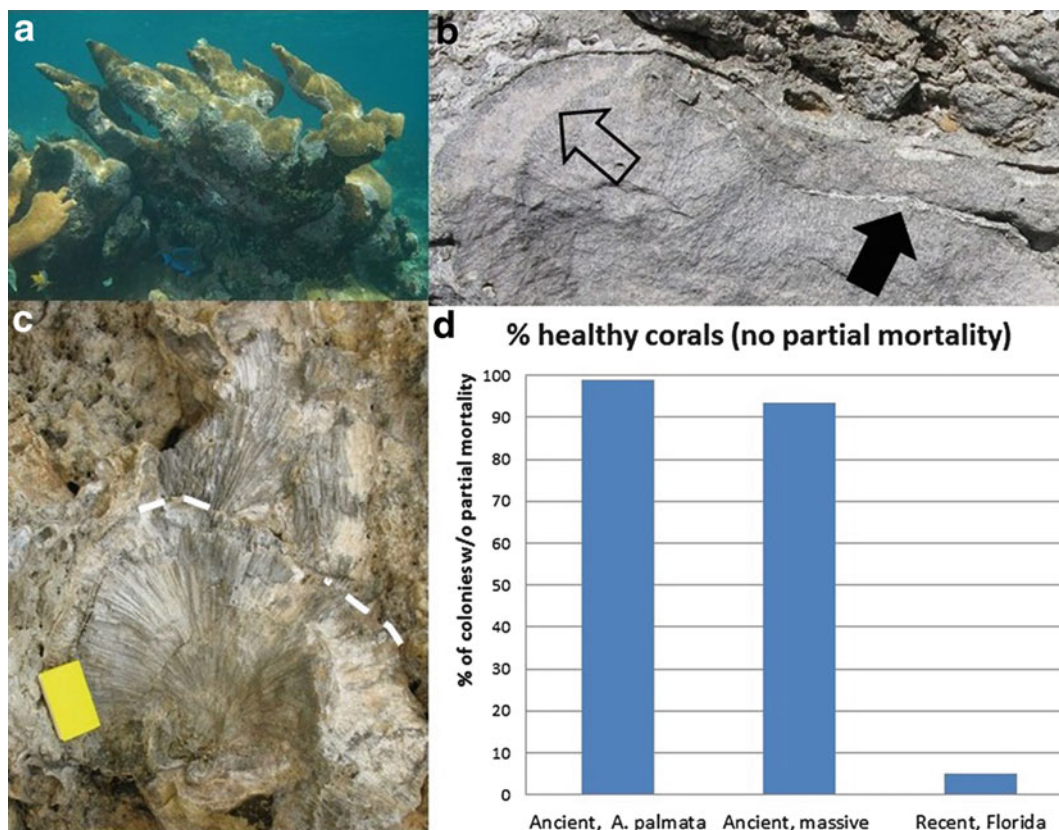 a
b
c
d
% healthy corals (no partial mortality)
% of colonies w/o partial mortality
100
90
80
70
60
50
40
30
20
10
0
Ancient, A. palmata
Ancient, massive
Recent, Florida